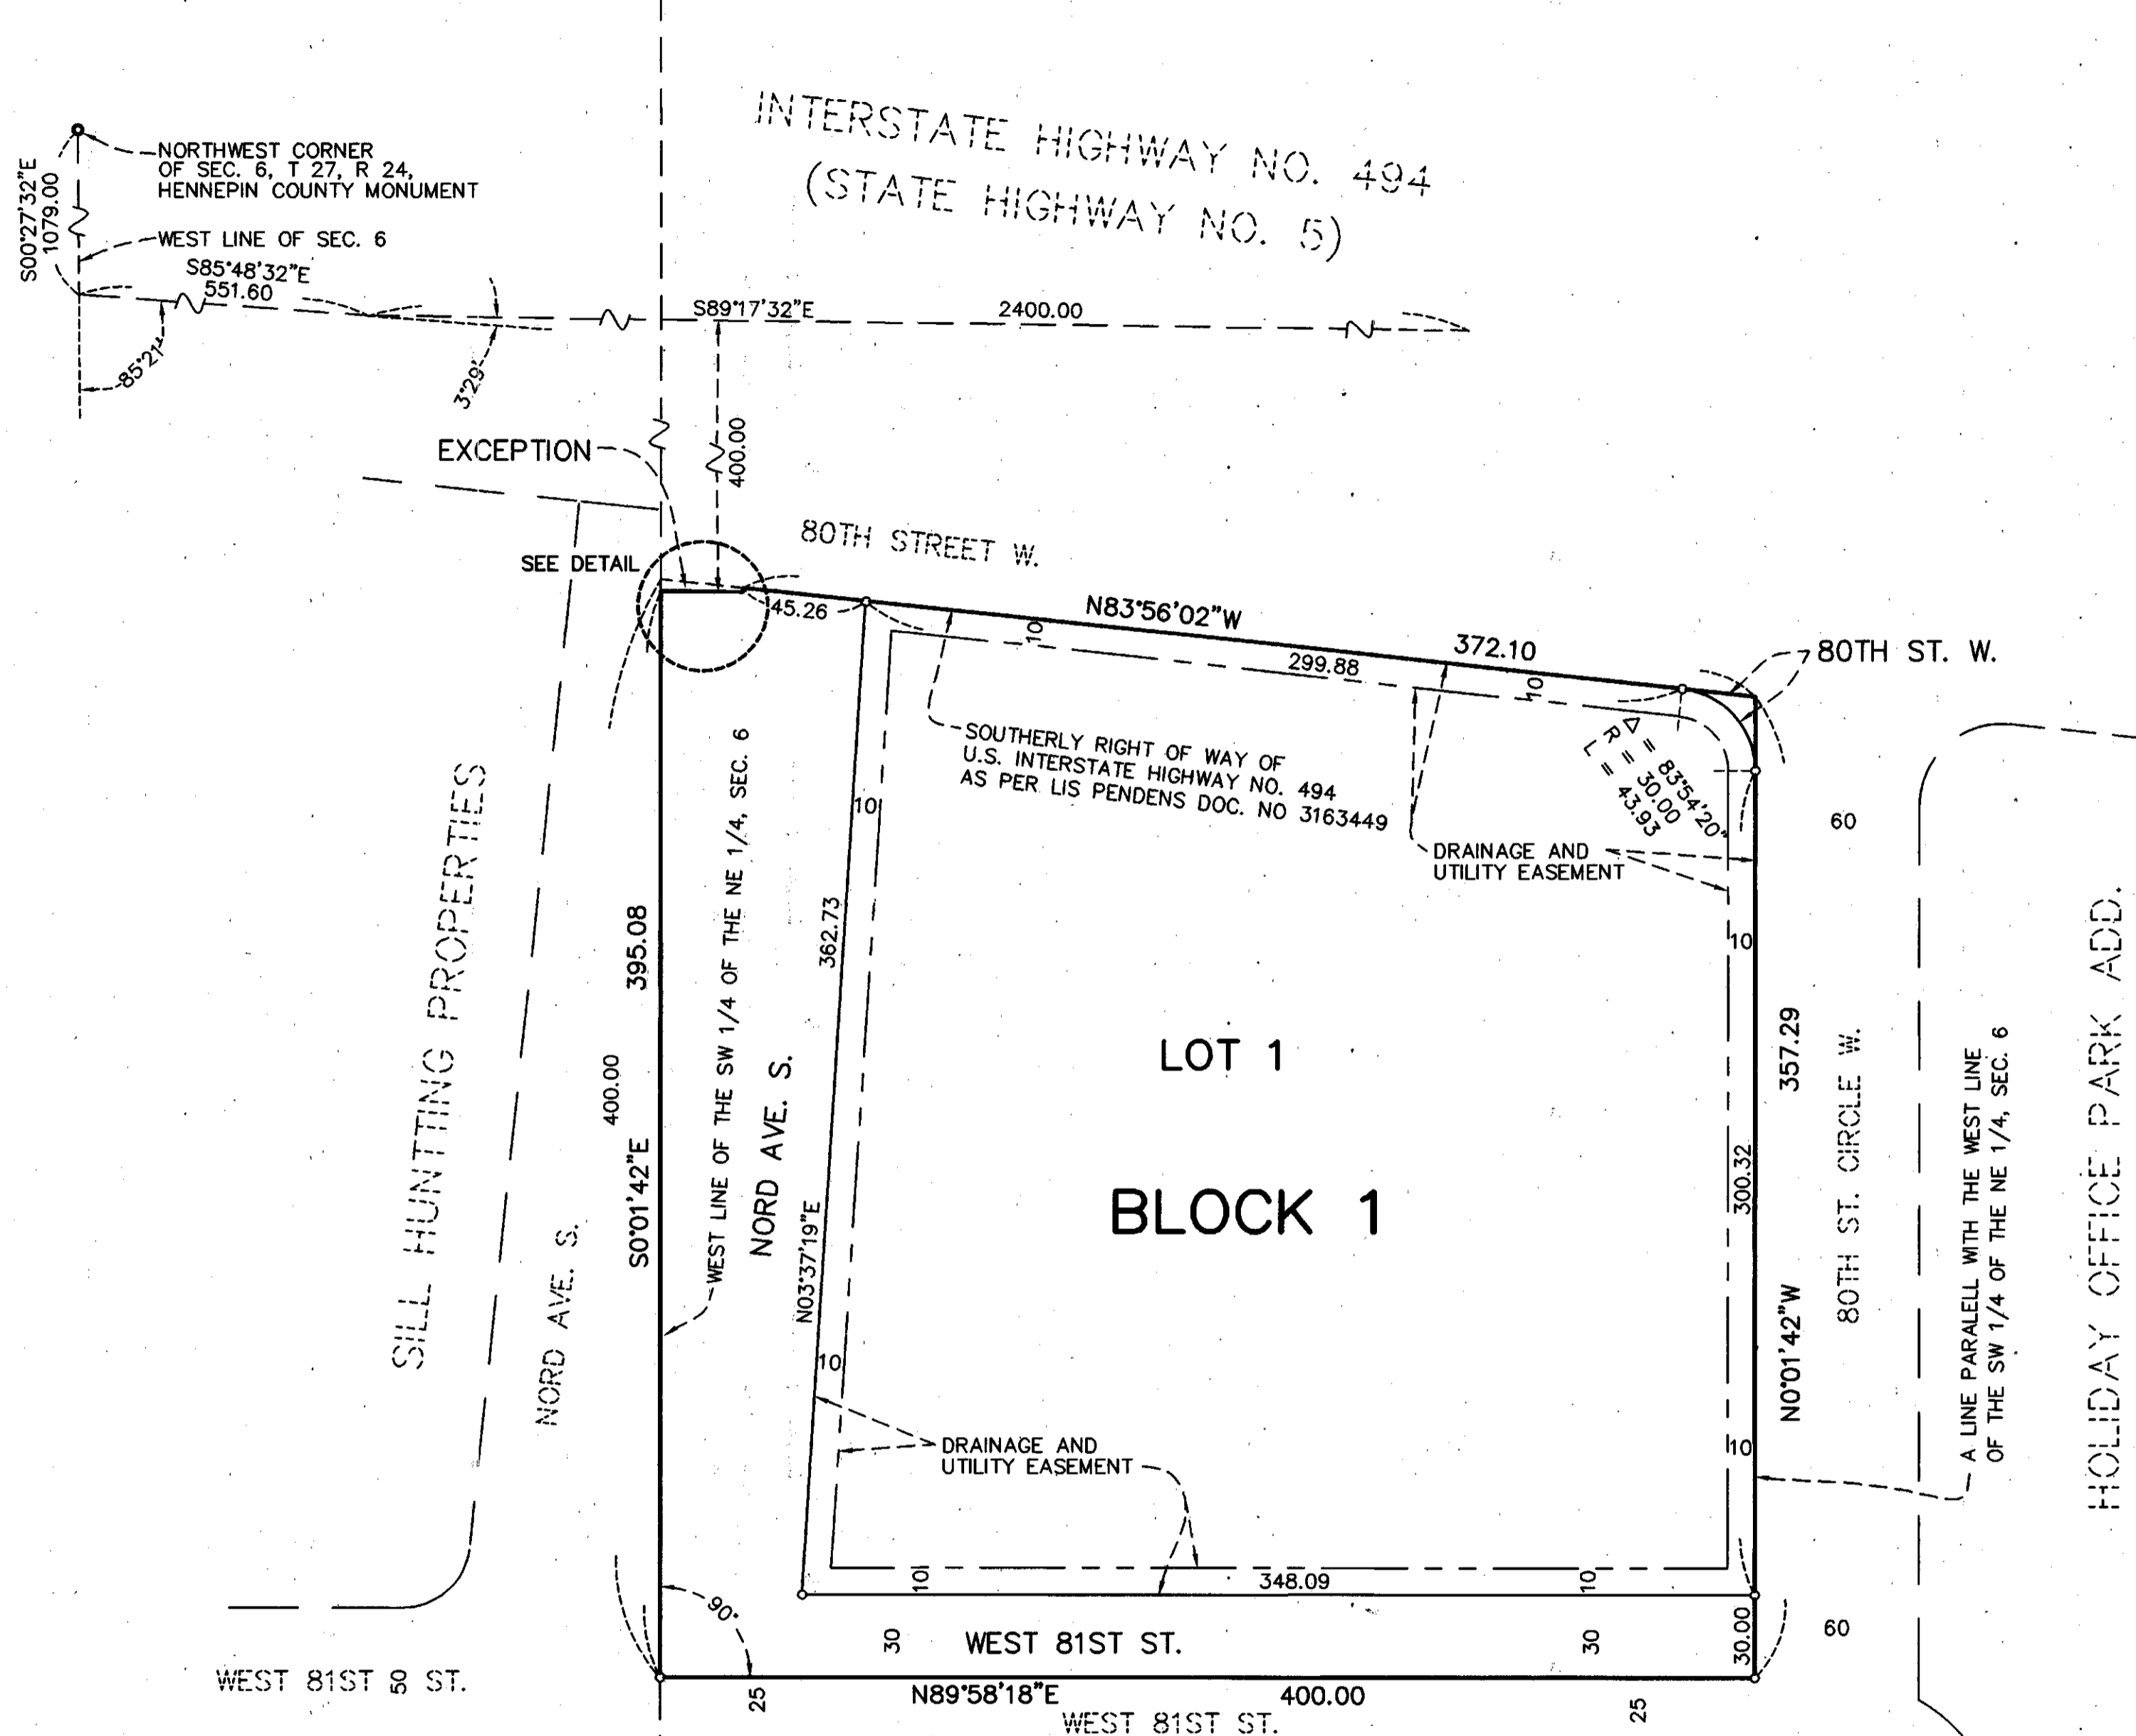 INTERSTATE HIGHWAY NO. 494
(STATE HIGHWAY NO. 5)
NORTHWEST CORNER
OF SEC. 6, T 27, R 24,
HENNEPIN COUNTY MONUMENT
S00°27'32"E
1079.00
WEST LINE OF SEC. 6
S85°48'32"E
551.60
S89°17'32"E
2400.00
85°21'
3°29'
400.00
EXCEPTION
SEE DETAIL
80TH STREET W.
45.26
N83°56'02"W
372.10
10
299.88
10
80TH ST. W.
SOUTHERLY RIGHT OF WAY OF
U.S. INTERSTATE HIGHWAY NO. 494
AS PER LIS PENDENS DOC. NO 3163449
Δ = 83°54'20"
R = 30.00
L = 43.93
DRAINAGE AND
UTILITY EASEMENT
60
10
10
SILL HUNTING PROPERTIES
NORD AVE. S.
395.08
400.00
S0°01'42"E
WEST LINE OF THE SW 1/4 OF THE NE 1/4, SEC. 6
NORD AVE. S.
362.73
N03°37'19"E
10
LOT 1
BLOCK 1
357.29
300.32
N0°01'42"W
10
80TH ST. CIRCLE W.
A LINE PARALELL WITH THE WEST LINE
OF THE SW 1/4 OF THE NE 1/4, SEC. 6
HOLIDAY OFFICE PARK ADD.
DRAINAGE AND
UTILITY EASEMENT
10
348.09
10
90°
30
WEST 81ST ST.
30
30.00
60
WEST 81ST 50 ST.
25
N89°58'18"E
400.00
25
WEST 81ST ST.